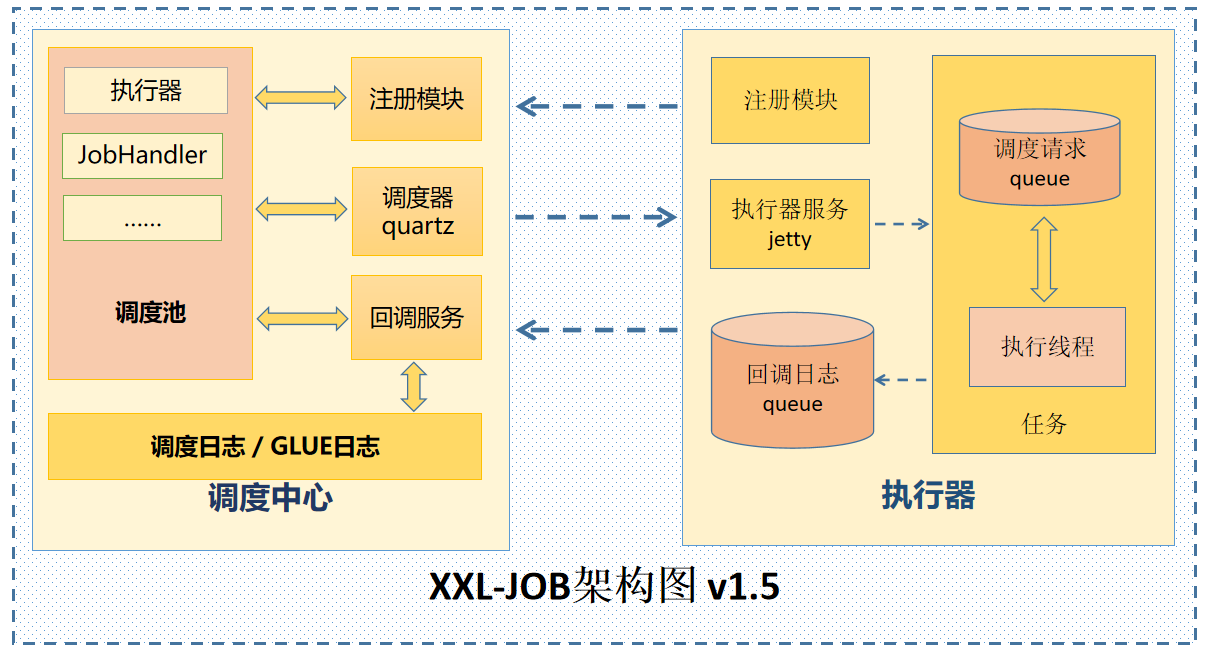 执行器
JobHandler
......
调度池
注册模块
调度器
quartz
回调服务
调度日志 / GLUE日志
调度中心
注册模块
执行器服务
jetty
回调日志
queue
调度请求
queue
执行线程
任务
执行器
XXL-JOB架构图 v1.5